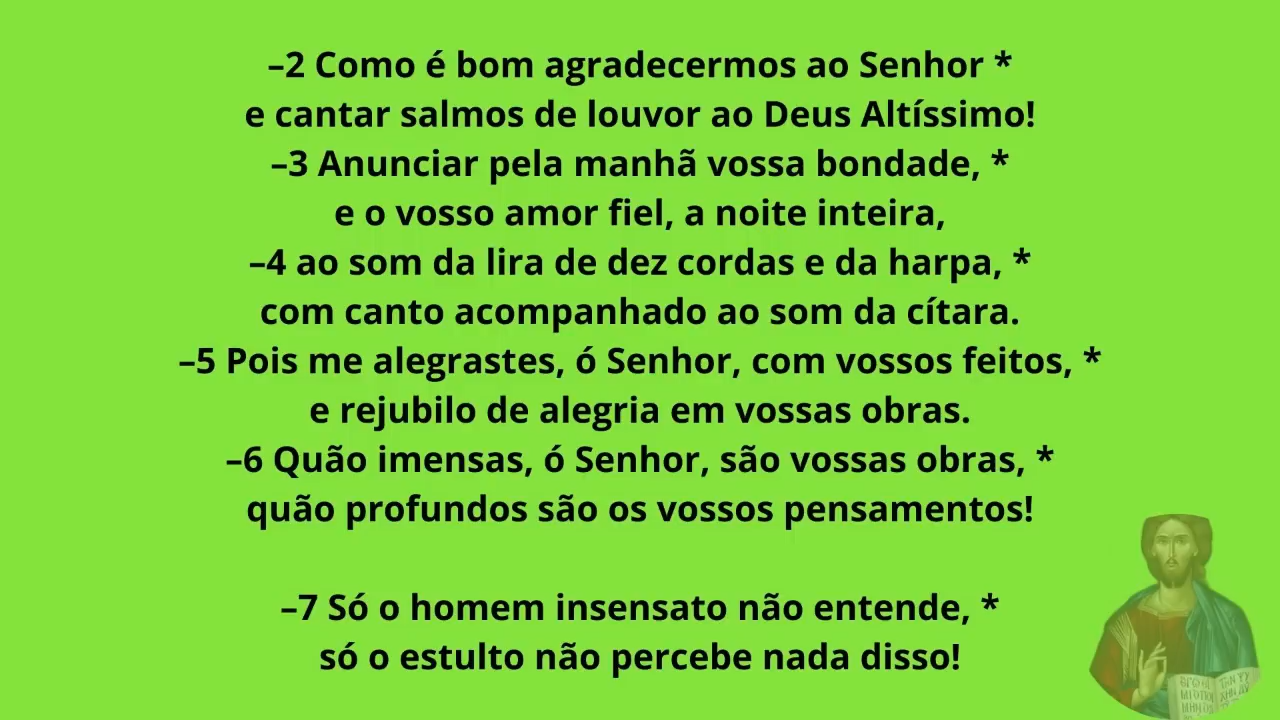 –2 Como é bom agradecermos ao Senhor *
e cantar salmos de louvor ao Deus Altíssimo!
–3 Anunciar pela manhã vossa bondade, *
e o vosso amor fiel, a noite inteira,
–4 ao som da lira de dez cordas e da harpa, *
com canto acompanhado ao som da cítara.
–5 Pois me alegrastes, ó Senhor, com vossos feitos, *
e rejubilo de alegria em vossas obras.
–6 Quão imensas, ó Senhor, são vossas obras, *
quão profundos são os vossos pensamentos!
–7 Só o homem insensato não entende, *
só o estulto não percebe nada disso!